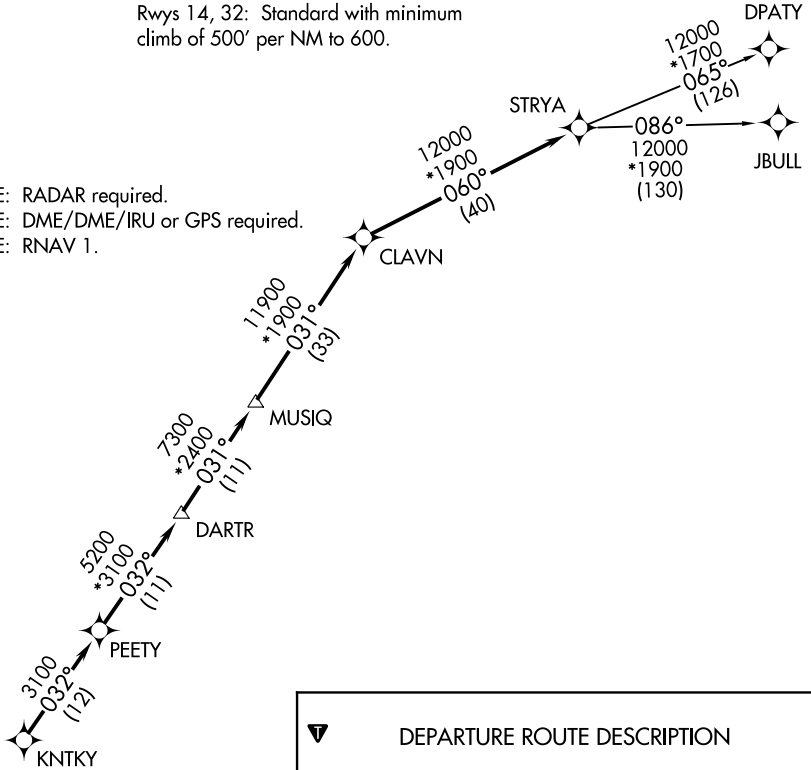 Rwys 14, 32: Standard with minimum
climb of 500' per NM to 600.
DPATY
12000
*1700
065°
(126)
STRYA
086°
12000
*1900
(130)
JBULL
12000
*1900
060°
(40)
E: RADAR required.
E: DME/DME/IRU or GPS required.
E: RNAV 1.
CLAVN
11900
*1900
031°
(33)
MUSIQ
7300
*2400
031°
(11)
DARTR
5200
*3100
032°
(11)
PEETY
3100
032°
(12)
KNTKY
T
DEPARTURE ROUTE DESCRIPTION